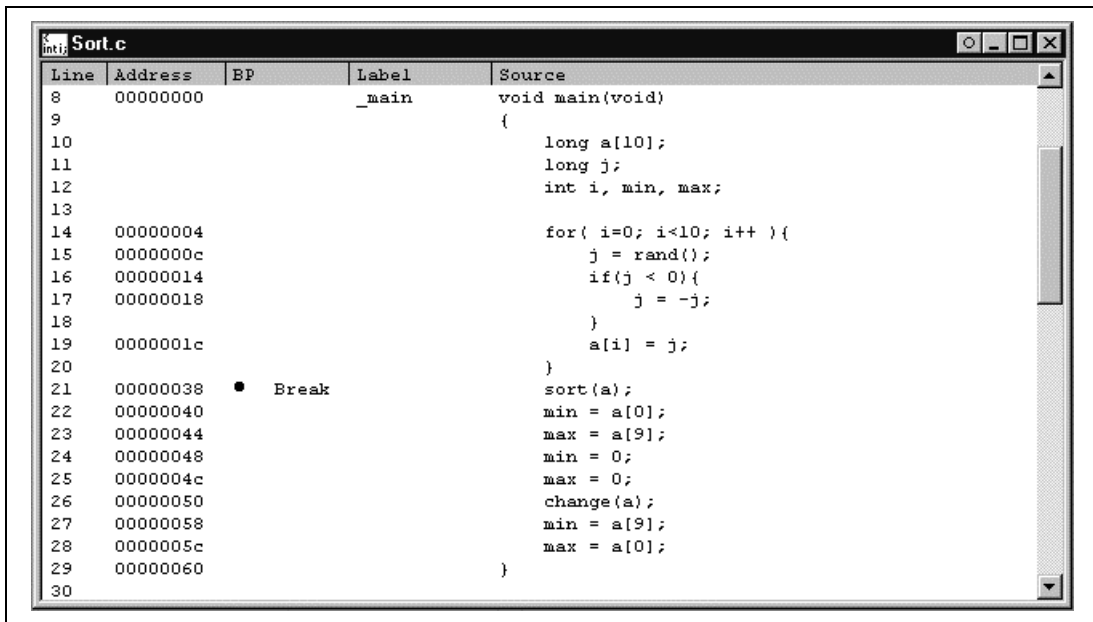 Sort.c
Line Address BP Label Source
8 00000000 _main void main(void)
9 {
10 long a[10];
11 long j;
12 int i, min, max;
13
14 00000004 for( i=0; i<10; i++ ){
15 0000000c j = rand();
16 00000014 if(j < 0){
17 00000018 j = -j;
18 }
19 0000001c a[i] = j;
20 }
21 00000038 ● Break sort(a);
22 00000040 min = a[0];
23 00000044 max = a[9];
24 00000048 min = 0;
25 0000004c max = 0;
26 00000050 change(a);
27 00000058 min = a[9];
28 0000005c max = a[0];
29 00000060 }
30